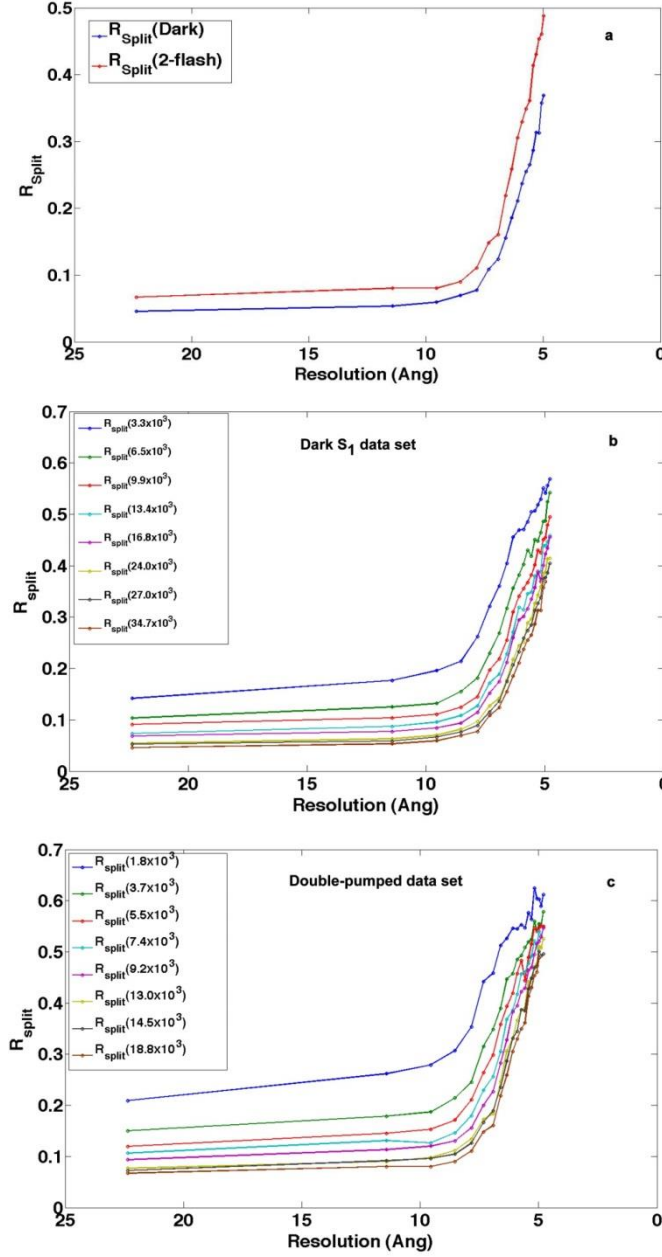 0.5
R_Split(Dark)
R_Split(2-flash)
a
0.4
0.3
R_Split
0.2
0.1
0
25 20 15 10 5 0
Resolution (Ang)
0.7
R_split(3.3x10^3)
R_split(6.5x10^3)
R_split(9.9x10^3)
R_split(13.4x10^3)
R_split(16.8x10^3)
R_split(24.0x10^3)
R_split(27.0x10^3)
R_split(34.7x10^3)
Dark S_1 data set
b
0.6
0.5
0.4
R_split
0.3
0.2
0.1
0
25 20 15 10 5 0
Resolution (Ang)
0.7
R_split(1.8x10^3)
R_split(3.7x10^3)
R_split(5.5x10^3)
R_split(7.4x10^3)
R_split(9.2x10^3)
R_split(13.0x10^3)
R_split(14.5x10^3)
R_split(18.8x10^3)
Double-pumped data set
c
0.6
0.5
0.4
R_split
0.3
0.2
0.1
0
25 20 15 10 5 0
Resolution (Ang)